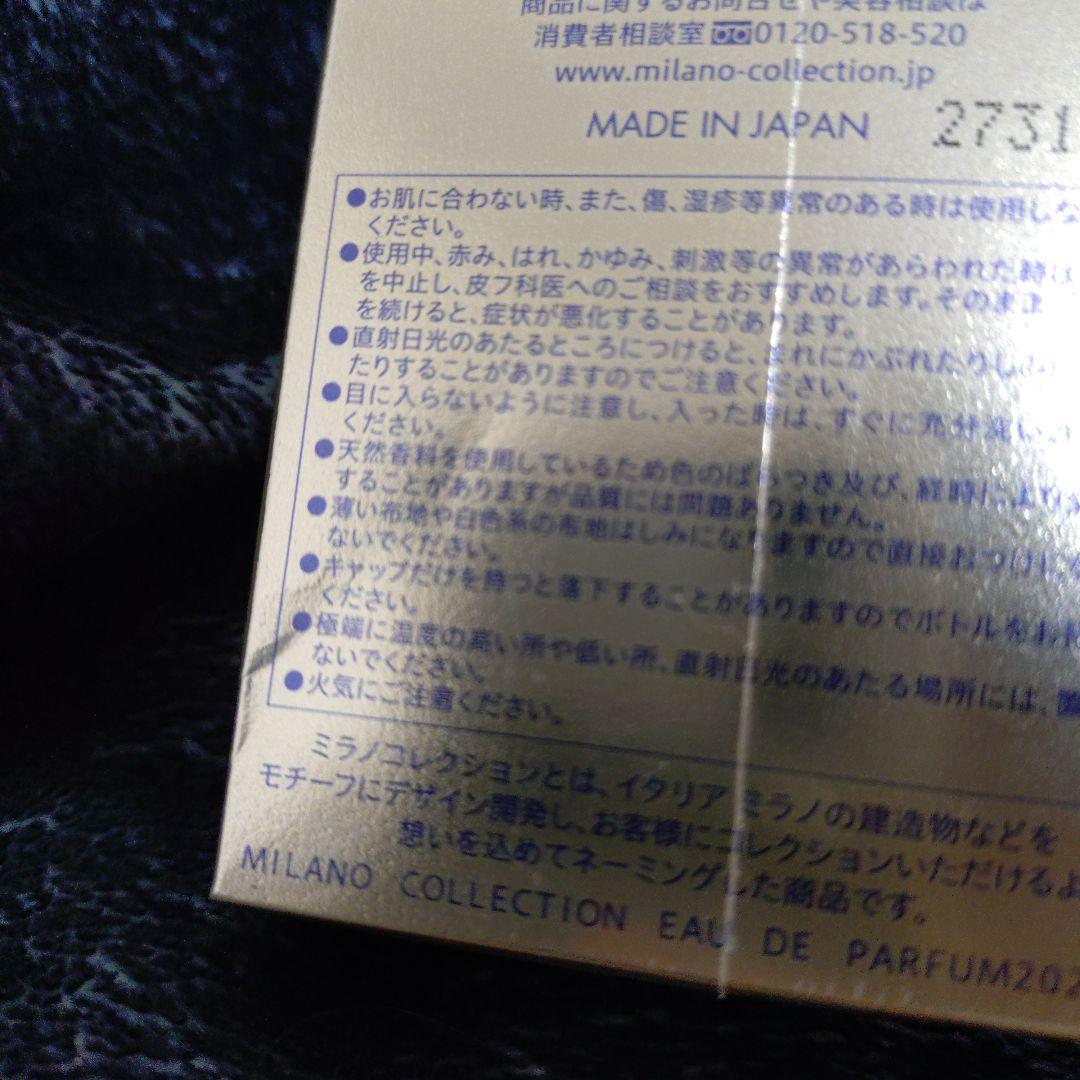 商品に関するお問合せや美容相談は
消費者相談室 0120-518-520
www.milano-collection.jp
MADE IN JAPAN 2731
●お肌に合わない時、また、傷、湿疹等異常のある時は使用しな
ください。
●使用中、赤み、はれ、かゆみ、刺激等の異常があらわれた時は
を中止し、皮フ科医へのご相談をおすすめします。そのまま
を続けると、症状が悪化することがあります。
●直射日光のあたるところにつけると、まれにかぶれたりしみ
たりすることがありますのでご注意ください。
●目に入らないように注意し、入った時は、すぐに充分洗い
ください。
●天然香料を使用しているため色のばらつき及び、経時により
することがありますが品質には問題ありません。
●薄い布地や白色系の布地はしみになりますので直接おつけにな
ないでください。
●キャップだけを持つと落下することがありますのでボトルをお持
ください。
●極端に温度の高い所や低い所、直射日光のあたる場所には、置
ないでください。
●火気にご注意ください。
ミラノコレクションとは、イタリア ミラノの建造物などを
モチーフにデザイン開発し、お客様にコレクションいただけるよ
想いを込めてネーミングした商品です。
MILANO COLLECTION EAU DE PARFUM202